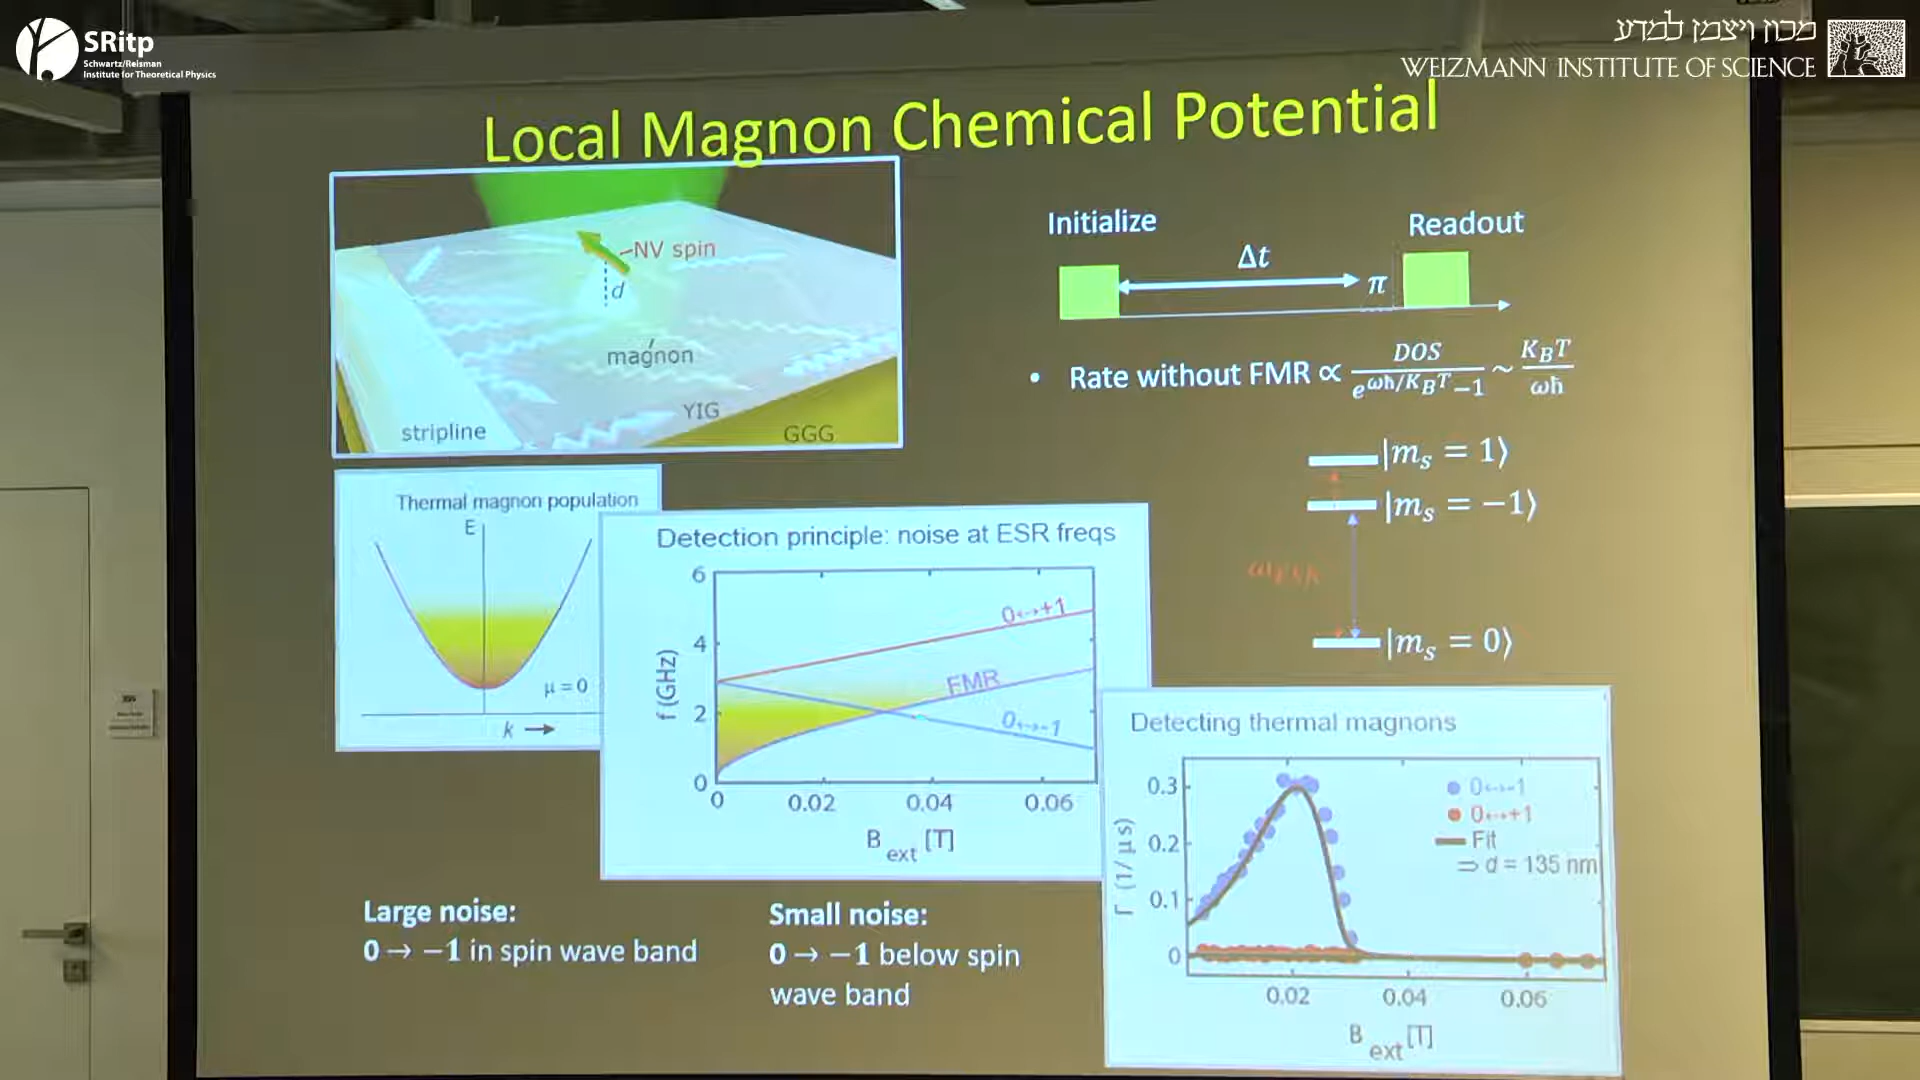 SRitp
Schwartz/Reisman
Institute for Theoretical Physics
מכון ויצמן למדע
WEIZMANN INSTITUTE OF SCIENCE
Local Magnon Chemical Potential
NV spin
d
magnon
YIG
stripline
GGG
Initialize
Readout
Δt
π
• Rate without FMR ∝ DOS / e^{ωħ/K_BT} −1 ~ K_BT / ωħ
|m_s = 1⟩
|m_s = −1⟩
|m_s = 0⟩
Thermal magnon population
E
μ = 0
k →
Detection principle: noise at ESR freqs
6
4
2
0
f (GHz)
0↔+1
FMR
0↔-1
0
0.02
0.04
0.06
B_ext [T]
Detecting thermal magnons
0.3
0.2
0.1
0
Γ (1/μs)
0↔-1
0↔+1
Fit
⇒ d = 135 nm
0.02
0.04
0.06
B_ext [T]
Large noise:
0 → −1 in spin wave band
Small noise:
0 → −1 below spin
wave band